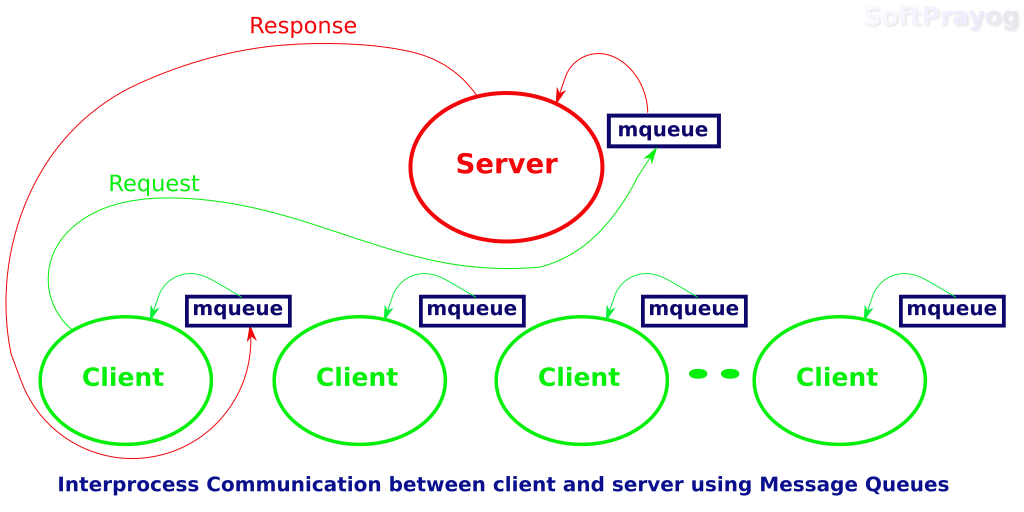 SoftPrayog
Response
mqueue
Server
Request
mqueue mqueue mqueue mqueue
Client Client Client Client
Interprocess Communication between client and server using Message Queues